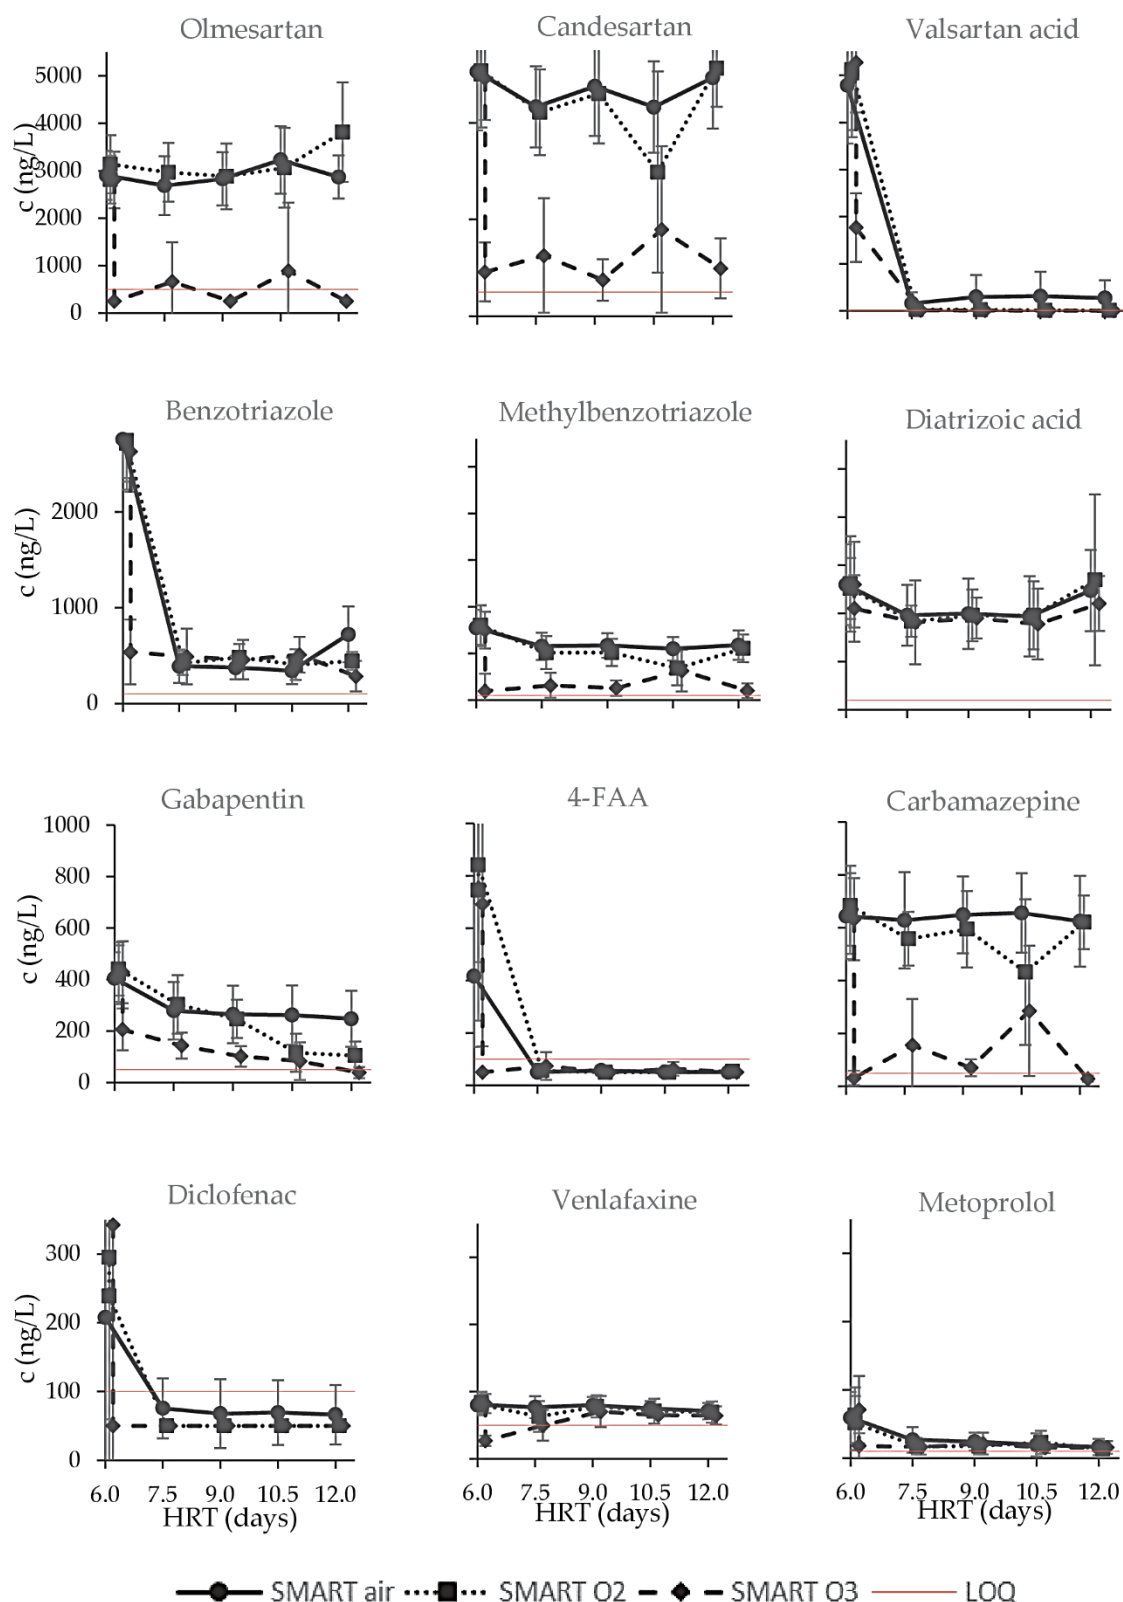 Olmesartan Candesartan Valsartan acid
5000
4000
3000
2000
1000
0
c (ng/L)
Benzotriazole Methylbenzotriazole Diatrizoic acid
2000
1000
0
c (ng/L)
Gabapentin 4-FAA Carbamazepine
1000
800
600
400
200
0
c (ng/L)
Diclofenac Venlafaxine Metoprolol
300
200
100
0
c (ng/L)
6.0 7.5 9.0 10.5 12.0 6.0 7.5 9.0 10.5 12.0 6.0 7.5 9.0 10.5 12.0
HRT (days) HRT (days) HRT (days)
SMART air SMART O2 SMART O3 LOQ